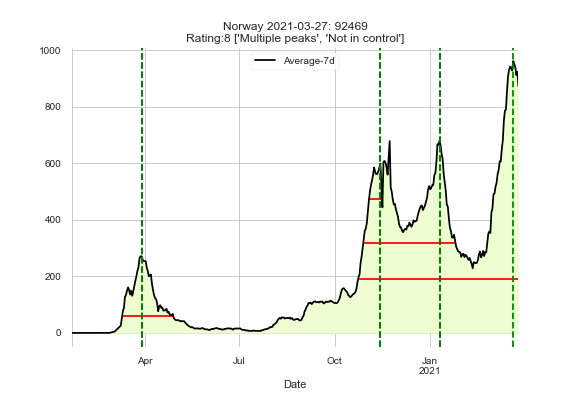 Norway 2021-03-27: 92469
Rating:8 ['Multiple peaks', 'Not in control']
Average-7d
1000
800
600
400
200
0
Apr
Jul
Oct
Jan
2021
Date